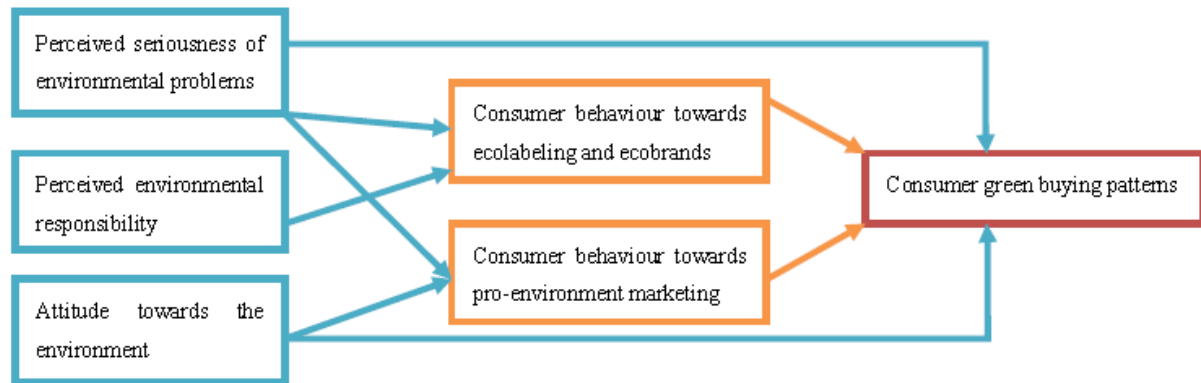 Perceived seriousness of
environmental problems
Perceived environmental
responsibility
Attitude towards the
environment
Consumer behaviour towards
ecolabeling and ecobrands
Consumer behaviour towards
pro-environment marketing
Consumer green buying patterns